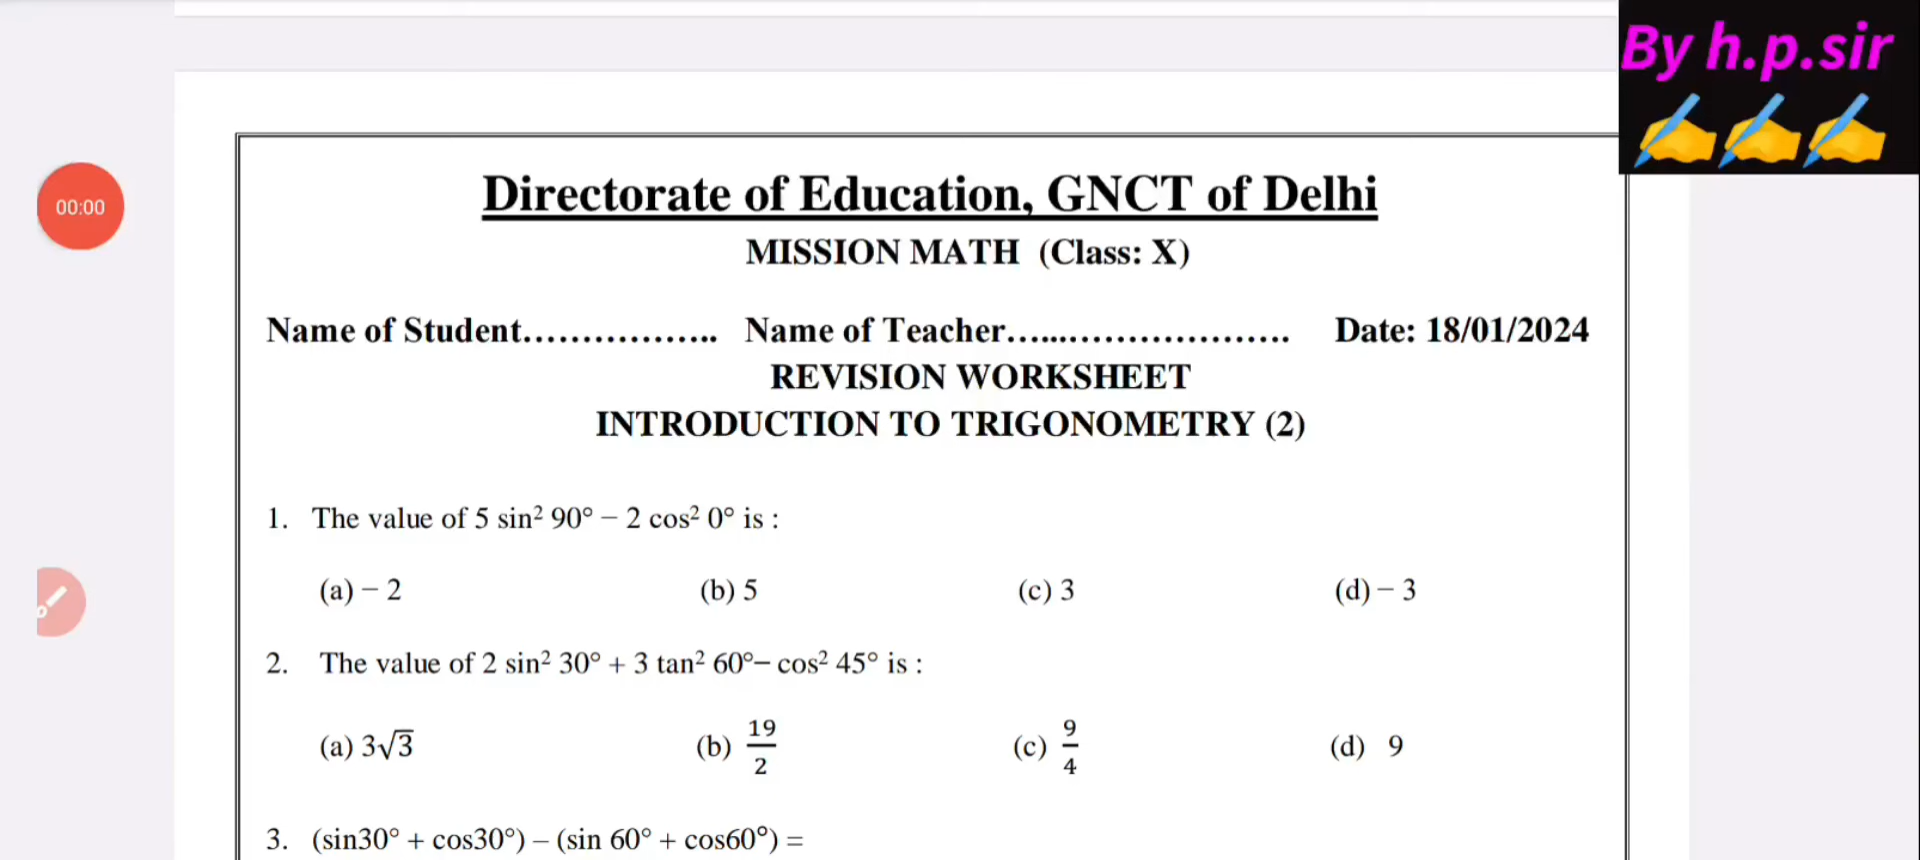 By h.p.sir
00:00
Directorate of Education, GNCT of Delhi
MISSION MATH (Class: X)
Name of Student…………….. Name of Teacher…...………………… Date: 18/01/2024
REVISION WORKSHEET
INTRODUCTION TO TRIGONOMETRY (2)
1. The value of 5 sin² 90° – 2 cos² 0° is :
(a) – 2 (b) 5 (c) 3 (d) – 3
2. The value of 2 sin² 30° + 3 tan² 60°– cos² 45° is :
(a) 3√3 (b) 19/2 (c) 9/4 (d) 9
3. (sin30° + cos30°) – (sin 60° + cos60°) =